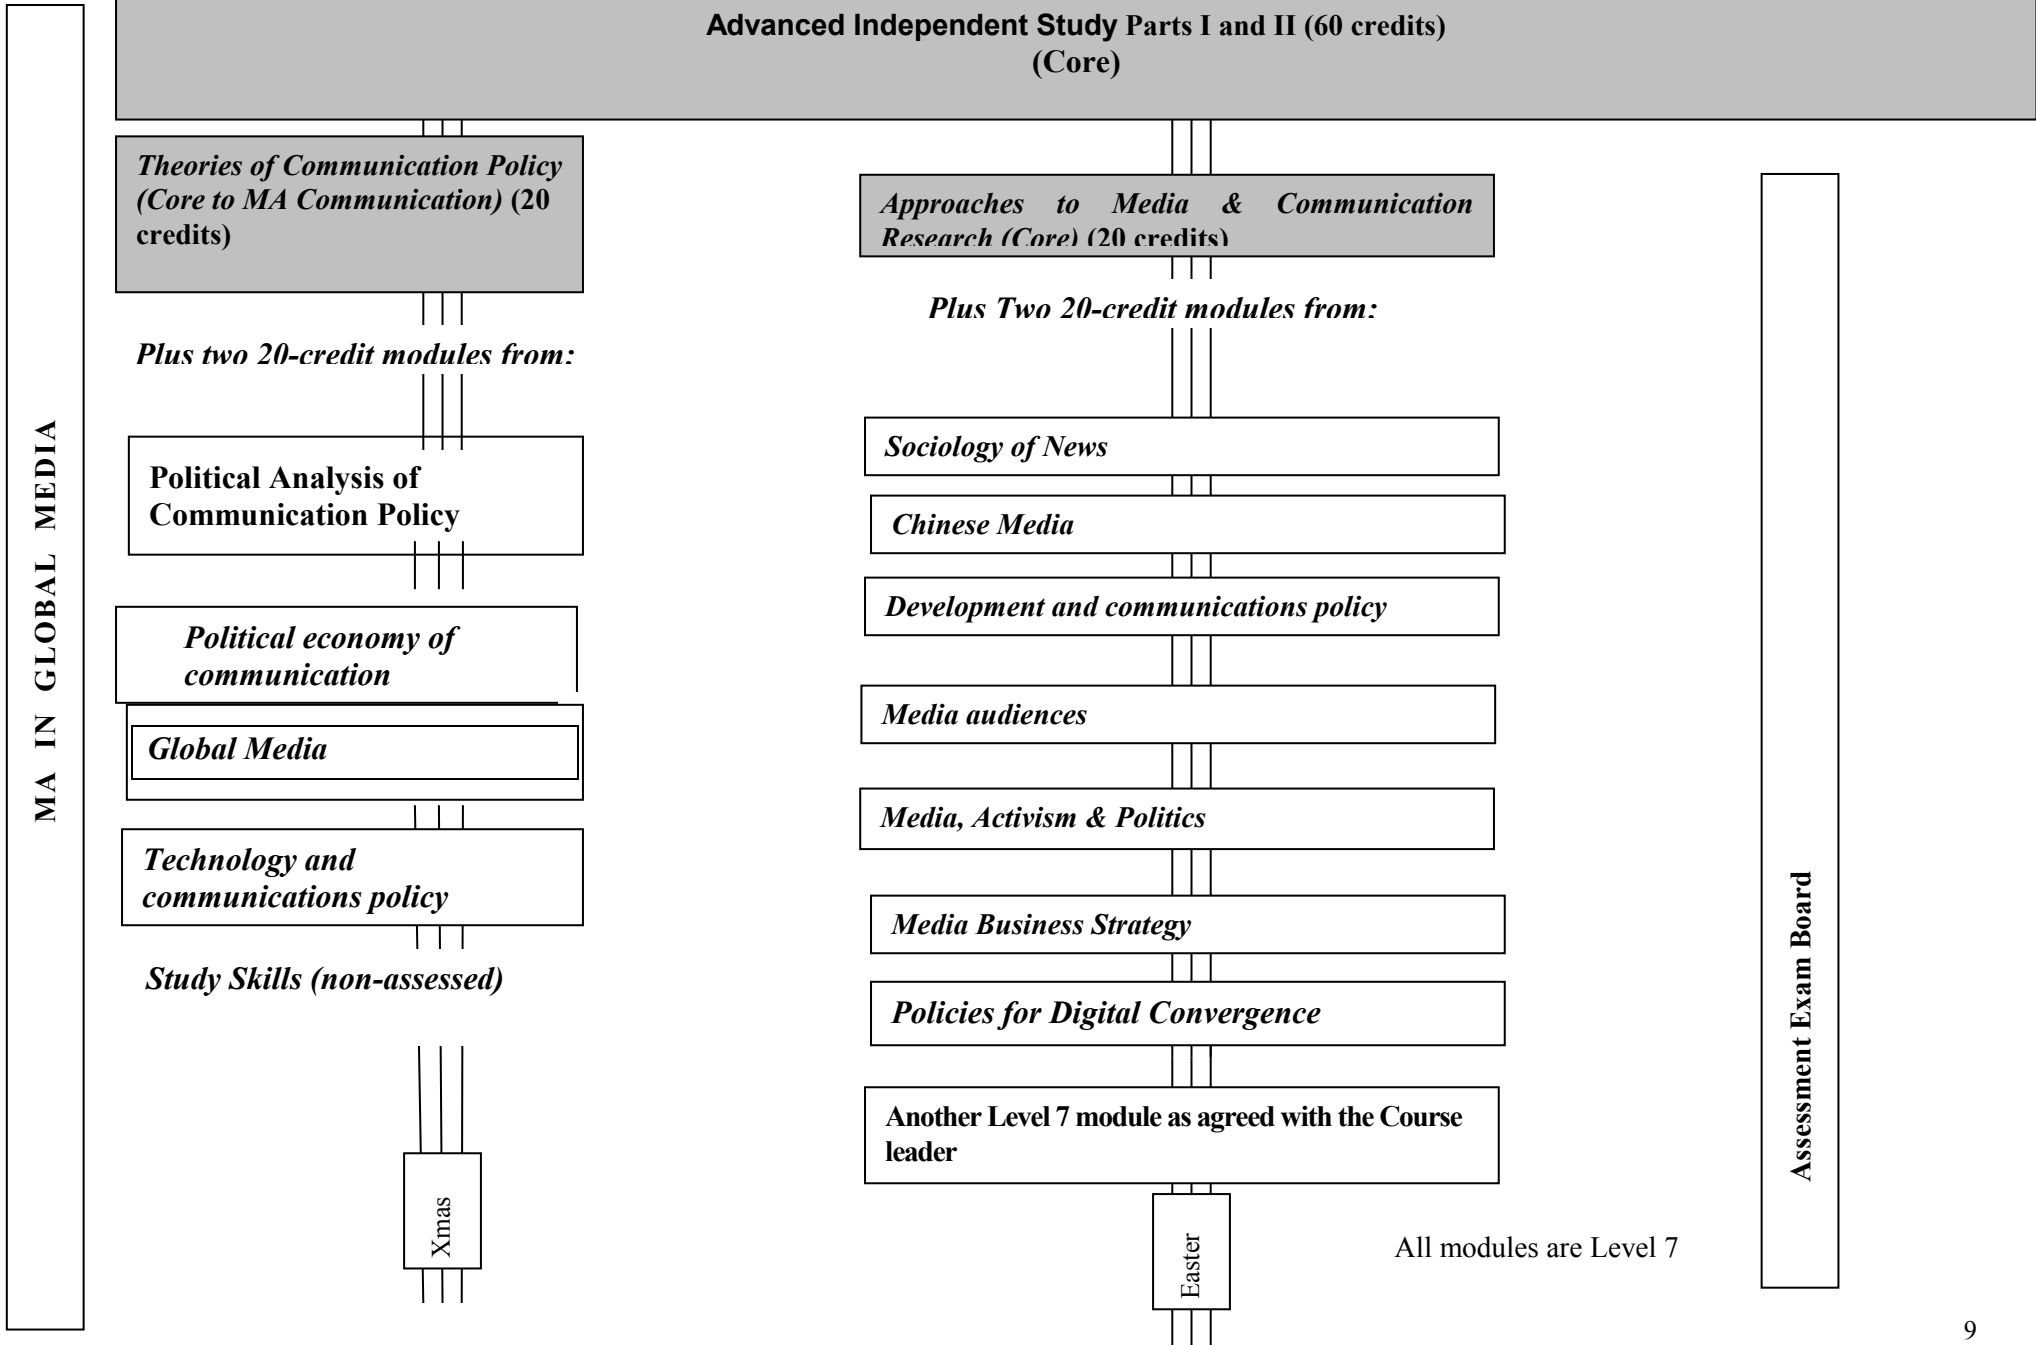 Advanced Independent Study Parts I and II (60 credits)
(Core)
MA IN GLOBAL MEDIA
Theories of Communication Policy
(Core to MA Communication) (20
credits)
Plus two 20-credit modules from:
Political Analysis of
Communication Policy
Political economy of
communication
Global Media
Technology and
communications policy
Study Skills (non-assessed)
Xmas
Approaches to Media & Communication
Research (Core) (20 credits)
Plus Two 20-credit modules from:
Sociology of News
Chinese Media
Development and communications policy
Media audiences
Media, Activism & Politics
Media Business Strategy
Policies for Digital Convergence
Another Level 7 module as agreed with the Course
leader
Easter
All modules are Level 7
Assessment Exam Board
9